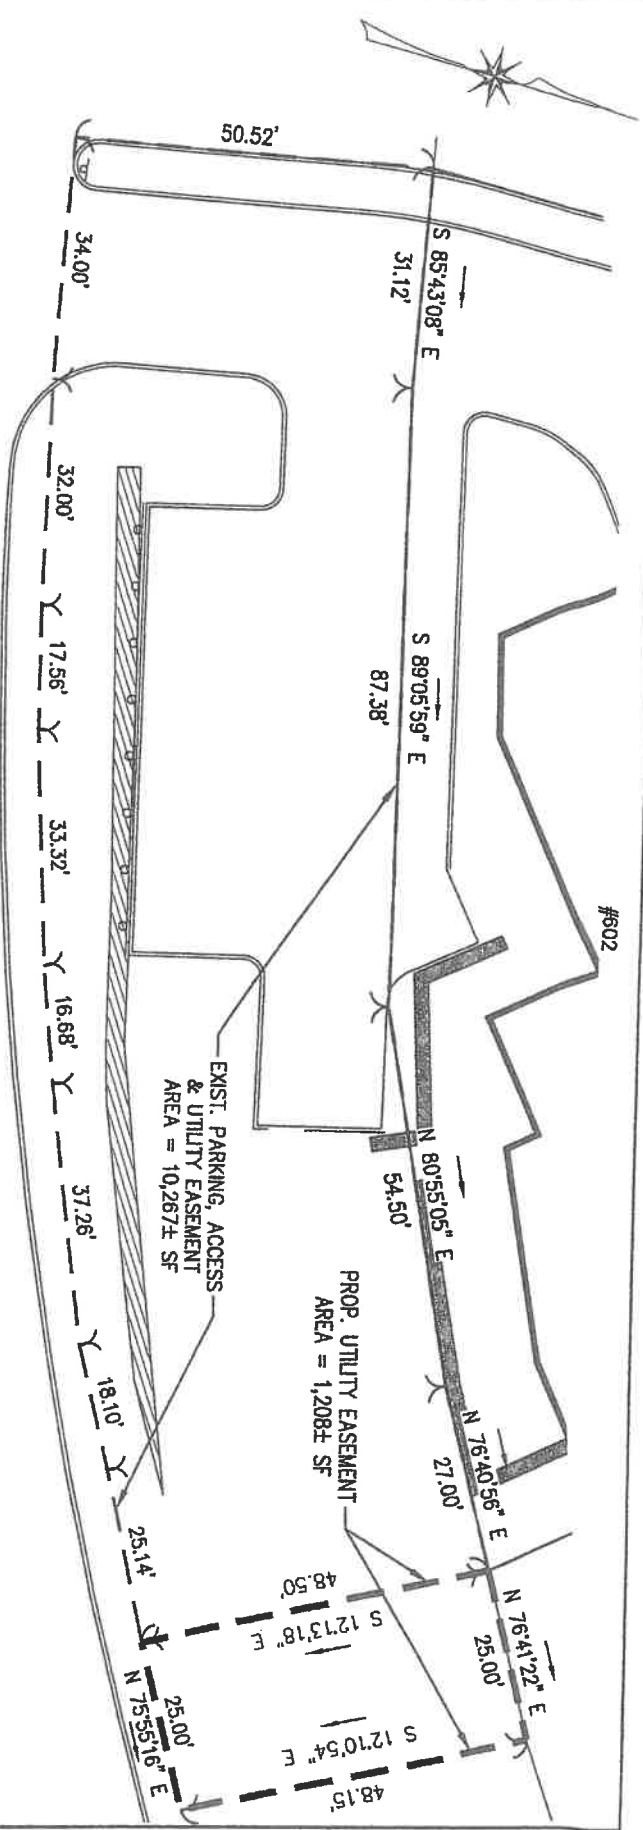 50.52'
S 85°43'08" E
31.12'
34.00'
32.00'
17.56'
33.32'
16.68'
37.26'
18.10'
25.14'
S 89°05'59" E
87.38'
#602
N 80°55'05" E
54.50'
N 76°40'56" E
27.00'
N 76°41'22" E
25.00'
EXIST. PARKING, ACCESS
& UTILITY EASEMENT
AREA = 10,267± SF
PROP. UTILITY EASEMENT
AREA = 1,208± SF
48.50'
S 12°13'18" E
S 12°10'54" E
48.15'
25.00'
N 75°55'16" E